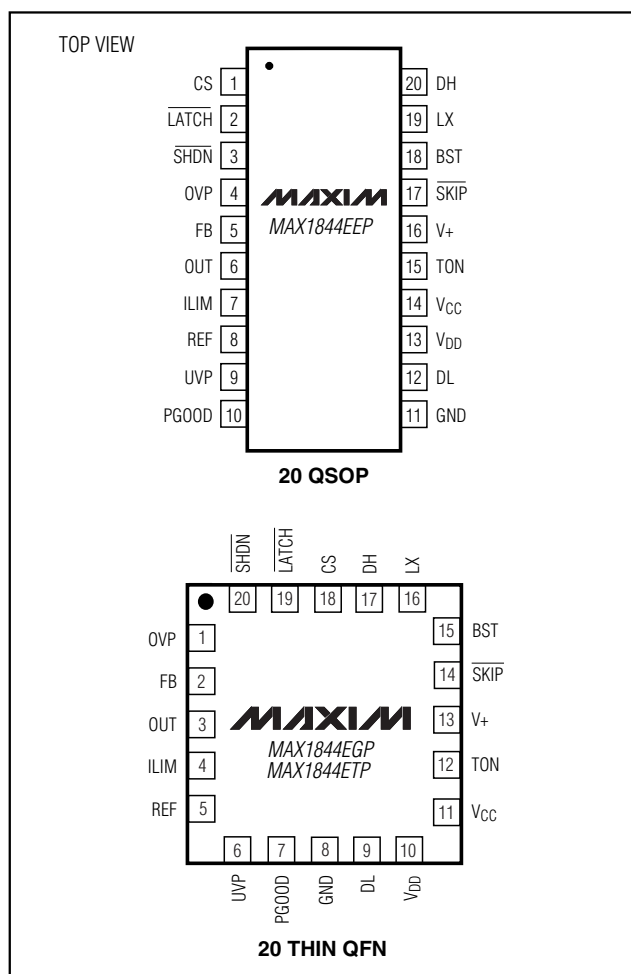 TOP VIEW
CS 1
LATCH 2
SHDN 3
OVP 4
FB 5
OUT 6
ILIM 7
REF 8
UVP 9
PGOOD 10
MAXIM
MAX1844EEP
20 DH
19 LX
18 BST
17 SKIP
16 V+
15 TON
14 VCC
13 VDD
12 DL
11 GND
20 QSOP
SHDN LATCH CS DH LX
20 19 18 17 16
OVP 1
FB 2
OUT 3
ILIM 4
REF 5
MAXIM
MAX1844EGP
MAX1844ETP
15 BST
14 SKIP
13 V+
12 TON
11 VCC
6 7 8 9 10
UVP PGOOD GND DL VDD
20 THIN QFN